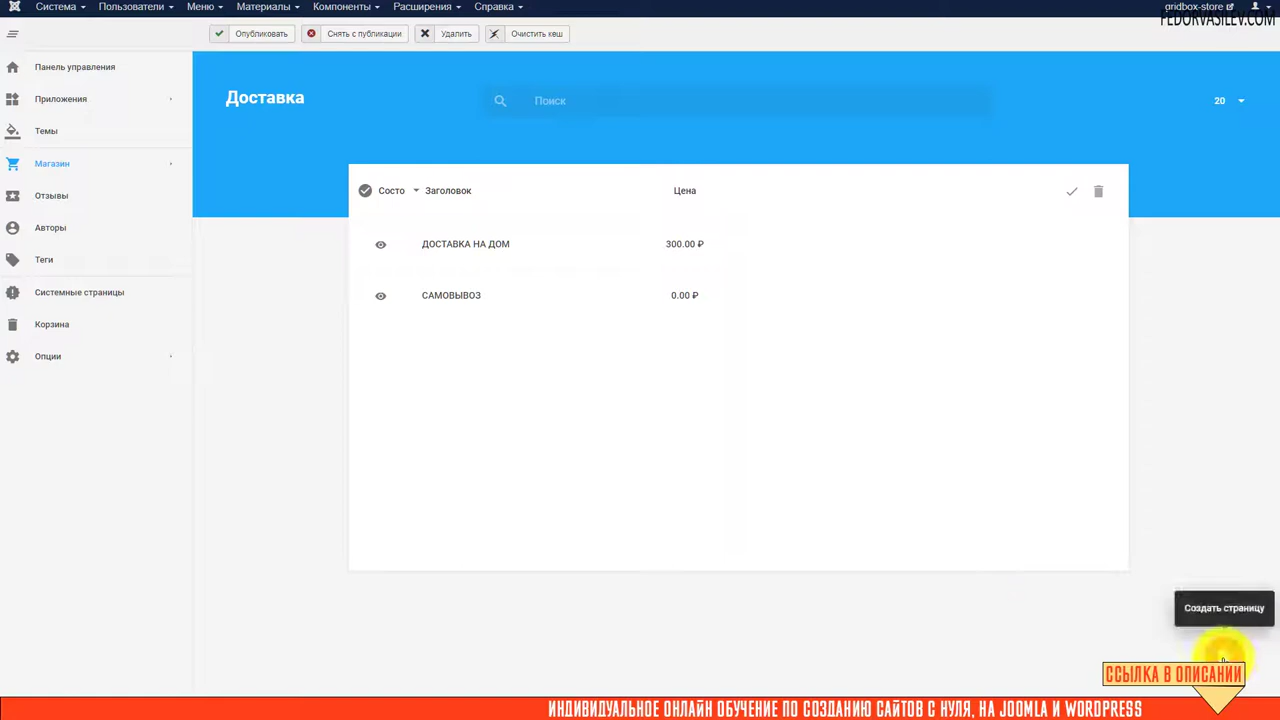 Система Пользователи Меню Материалы Компоненты Расширения Справка gridbox-store
FEDORVASILEV.COM
Опубликовать Снять с публикации Удалить Очистить кеш
Панель управления
Приложения
Темы
Магазин
Отзывы
Авторы
Теги
Системные страницы
Корзина
Опции
Доставка Поиск 20
Состо Заголовок Цена
ДОСТАВКА НА ДОМ 300.00 ₽
САМОВЫВОЗ 0.00 ₽
Создать страницу
ССЫЛКА В ОПИСАНИИ
ИНДИВИДУАЛЬНОЕ ОНЛАЙН ОБУЧЕНИЕ ПО СОЗДАНИЮ САЙТОВ С НУЛЯ, НА JOOMLA И WORDPRESS